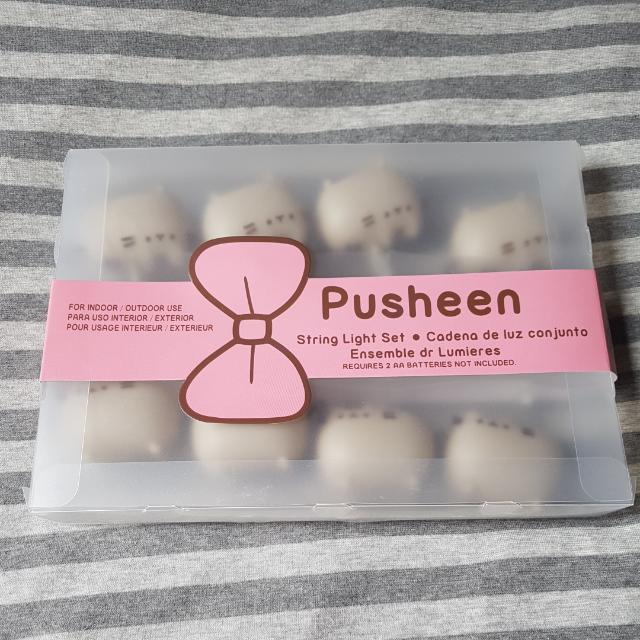 FOR INDOOR / OUTDOOR USE
PARA USO INTERIOR / EXTERIOR
POUR USAGE INTERIEUR / EXTERIEUR
Pusheen
String Light Set • Cadena de luz conjunto
Ensemble dr Lumieres
REQUIRES 2 AA BATTERIES NOT INCLUDED.